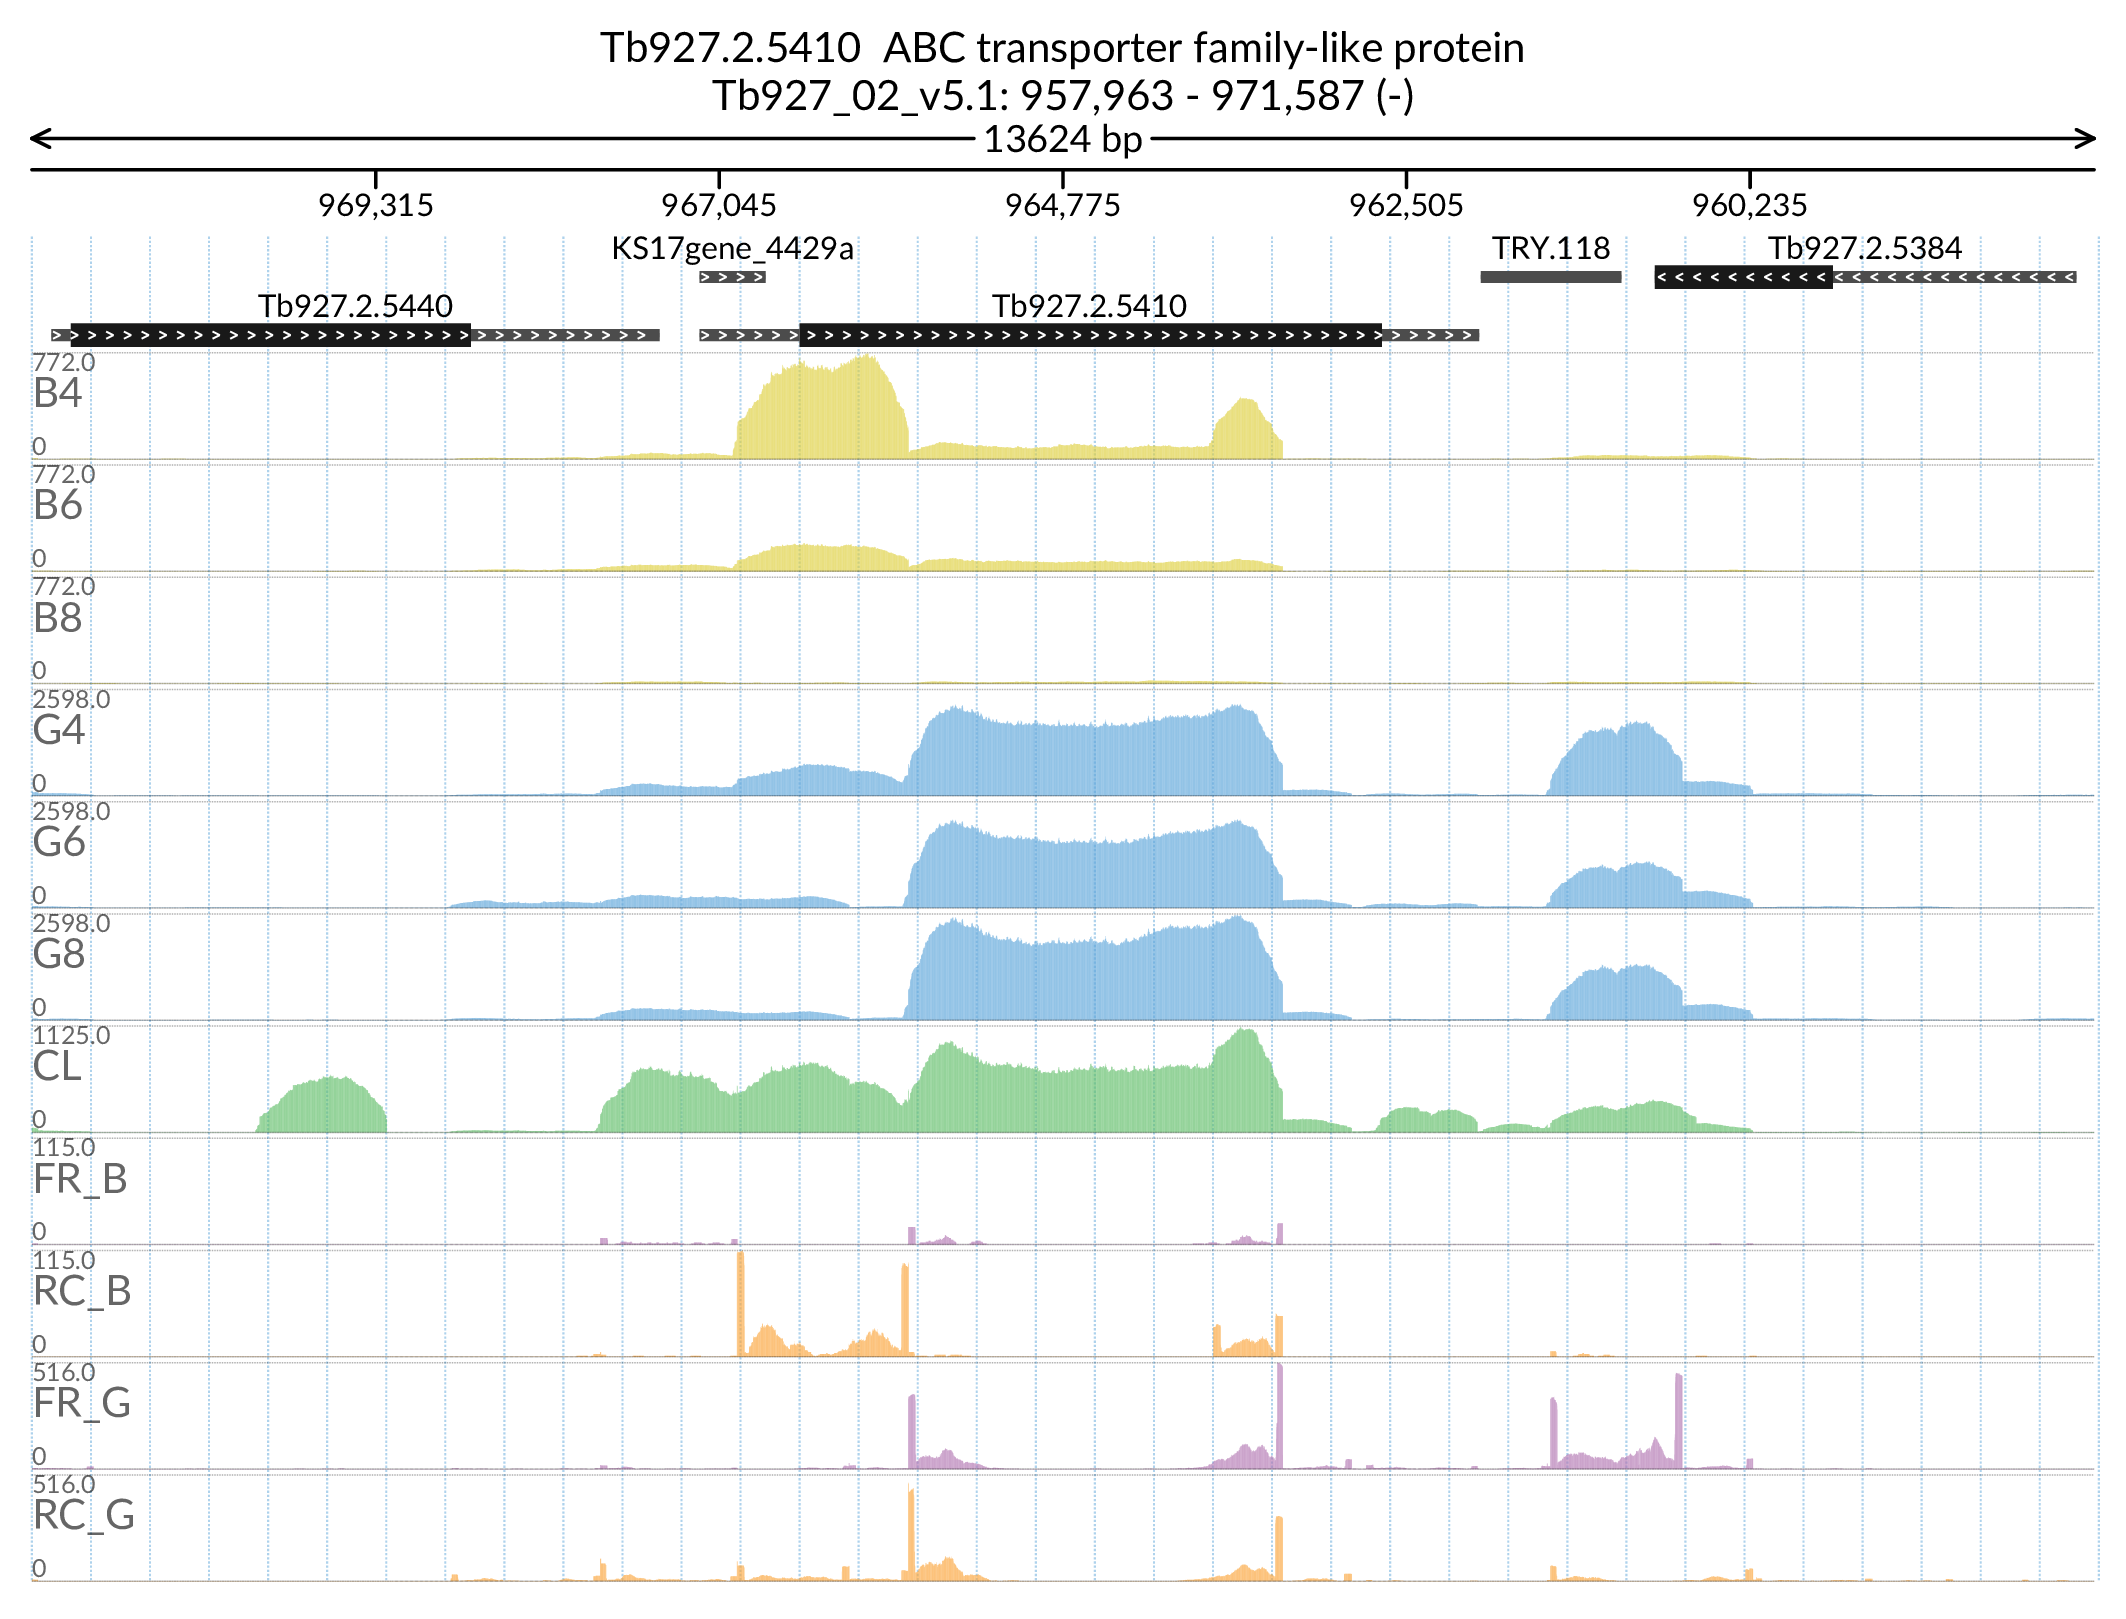 Tb927.2.5410  ABC transporter family-like protein
Tb927_02_v5.1: 957,963 - 971,587 (-)
13624 bp
969,315 967,045 964,775 962,505 960,235
KS17gene_4429a TRY.118 Tb927.2.5384
Tb927.2.5440 Tb927.2.5410
772.0
B4
0
772.0
B6
0
772.0
B8
0
2598.0
G4
0
2598.0
G6
0
2598.0
G8
0
1125.0
CL
0
115.0
FR_B
0
115.0
RC_B
0
516.0
FR_G
0
516.0
RC_G
0